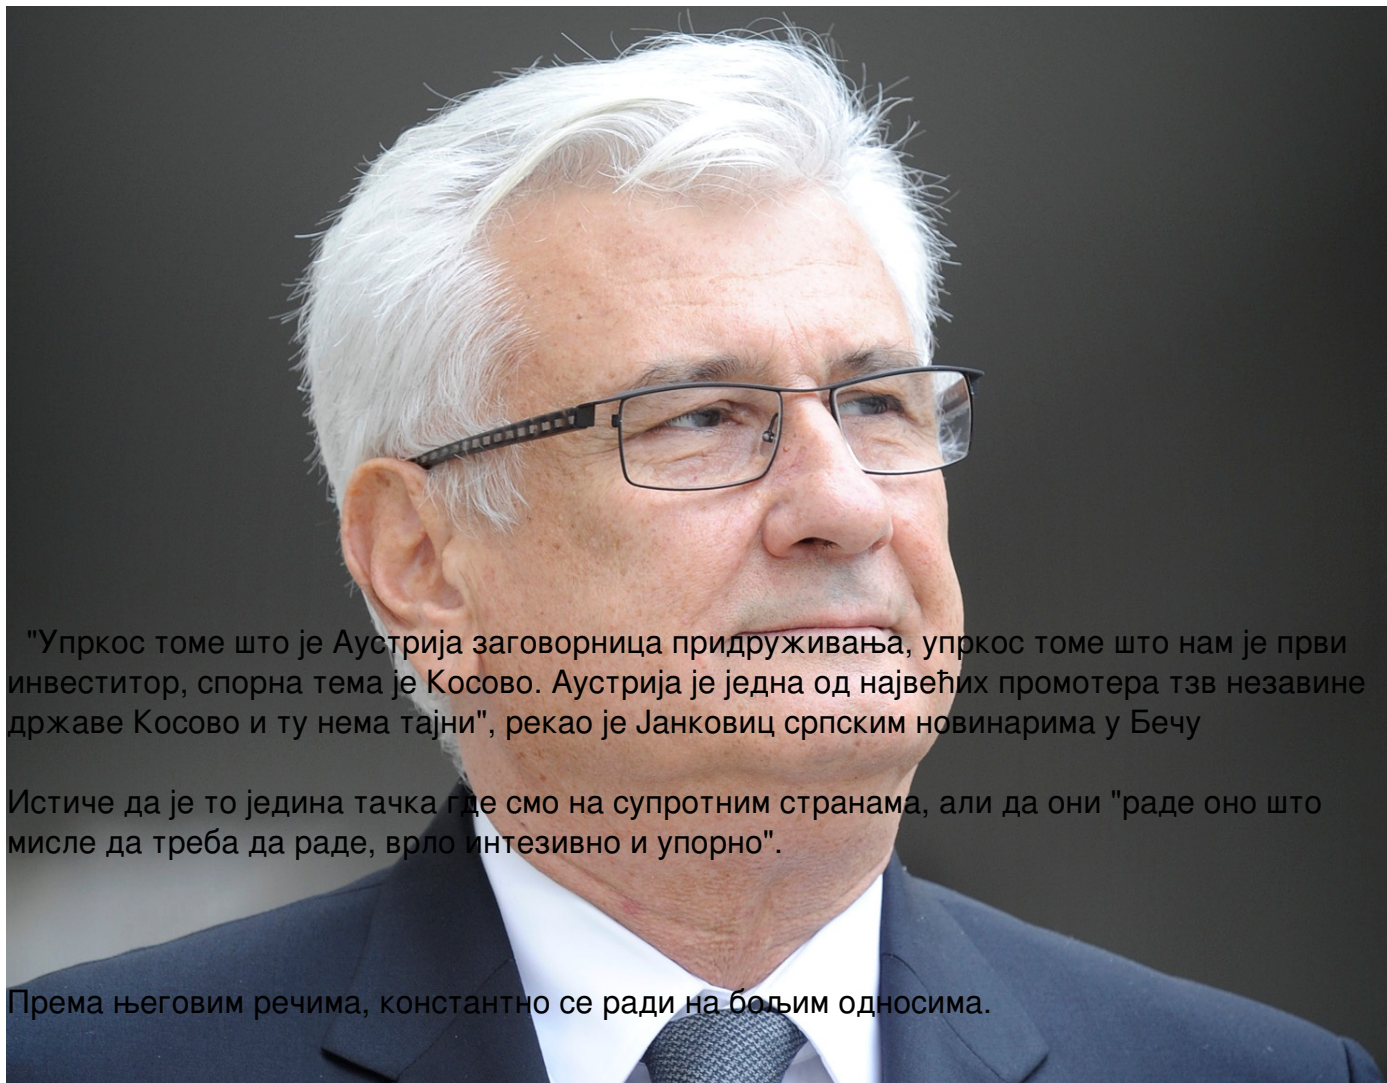 "Упркос томе што је Аустрија заговорница придруживања, упркос томе што нам је први
инвеститор, спорна тема је Косово. Аустрија је једна од највећих промотера тзв незавине
државе Косово и ту нема тајни", рекао је Јанковиц српским новинарима у Бечу
Истиче да је то једина тачка где смо на супротним странама, али да они "раде оно што
мисле да треба да раде, врло интезивно и упорно".
Према његовим речима, константно се ради на бољим односима.